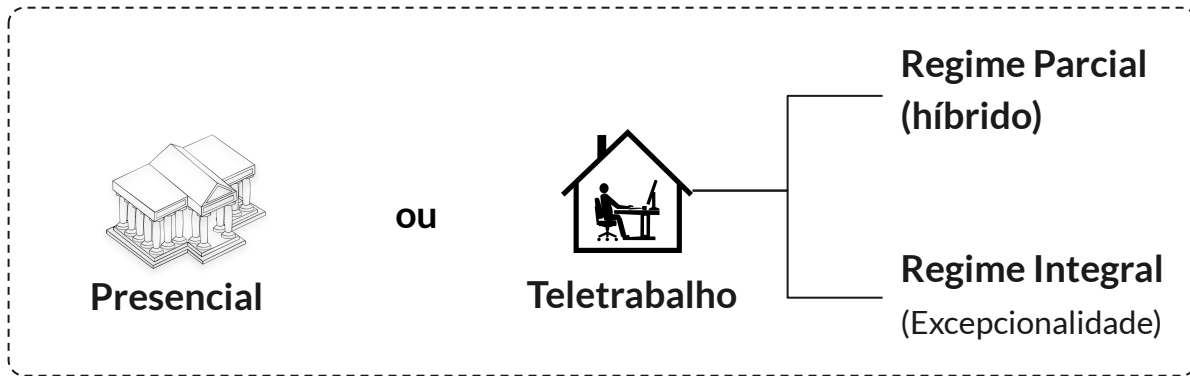 Presencial
ou
Teletrabalho
Regime Parcial
(híbrido)
Regime Integral
(Excepcionalidade)